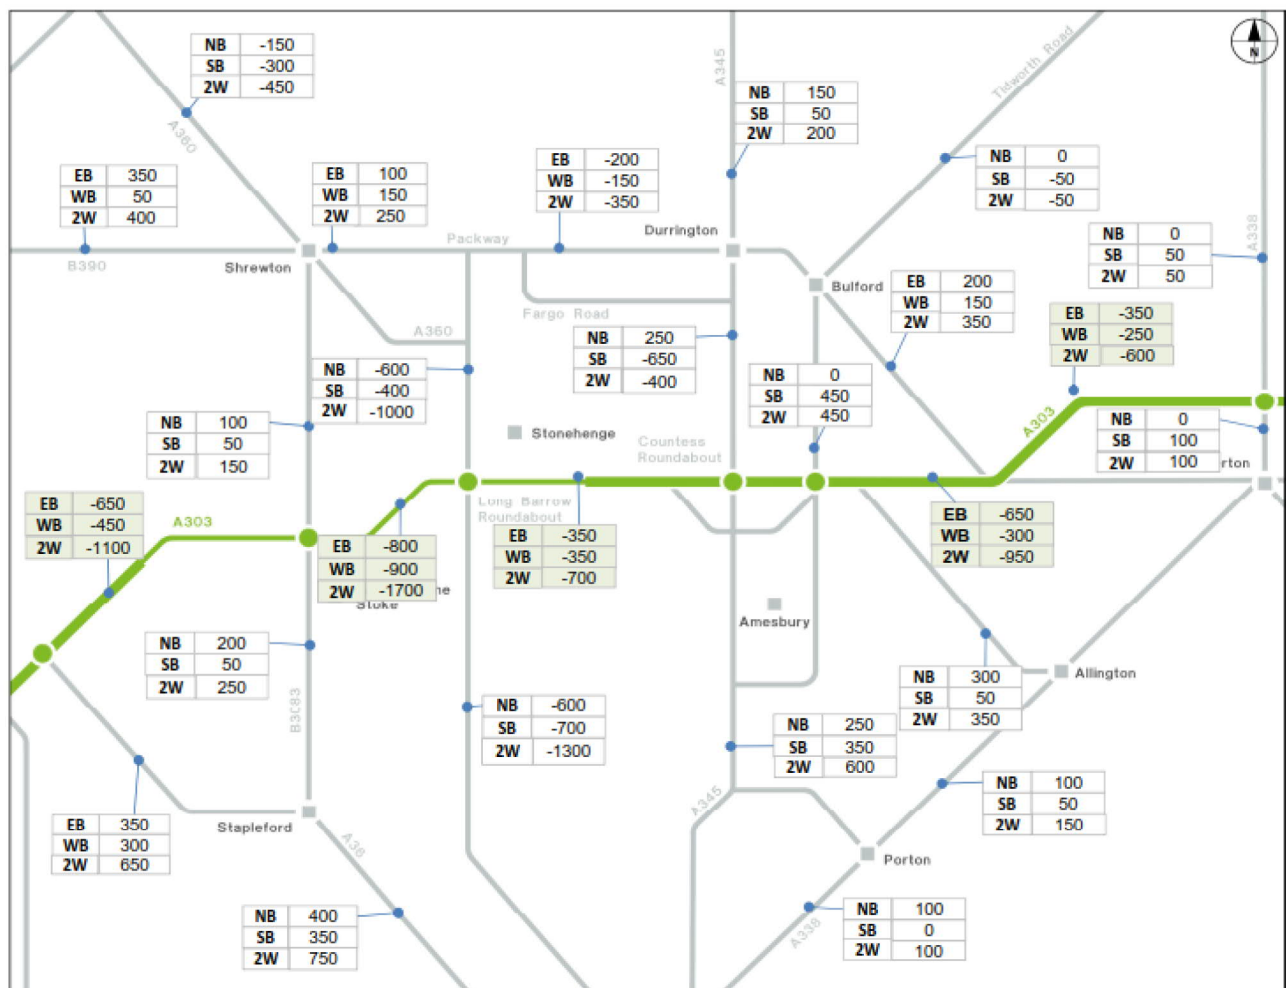 NB -150
SB -300
2W -450
A360
A345
Tidworth Road
N
NB 150
SB 50
2W 200
EB 350
WB 50
2W 400
EB 100
WB 150
2W 250
EB -200
WB -150
2W -350
NB 0
SB -50
2W -50
B390
Shrewton
Packway
Durrington
NB 0
SB 50
2W 50
A338
Fargo Road
Bulford
EB 200
WB 150
2W 350
A360
NB 250
SB -650
2W -400
EB -350
WB -250
2W -600
NB -600
SB -400
2W -1000
NB 0
SB 450
2W 450
NB 100
SB 50
2W 150
Stonehenge
Countess
Roundabout
A303
NB 0
SB 100
2W 100
rton
EB -650
WB -450
2W -1100
A303
Long Barrow
Roundabout
EB -800
WB -900
2W -1700
ne
Stoke
EB -350
WB -350
2W -700
EB -650
WB -300
2W -950
Amesbury
NB 200
SB 50
2W 250
B3083
NB -600
SB -700
2W -1300
NB 250
SB 350
2W 600
NB 300
SB 50
2W 350
Allington
A345
NB 100
SB 50
2W 150
EB 350
WB 300
2W 650
Stapleford
A36
Porton
NB 400
SB 350
2W 750
A338
NB 100
SB 0
2W 100